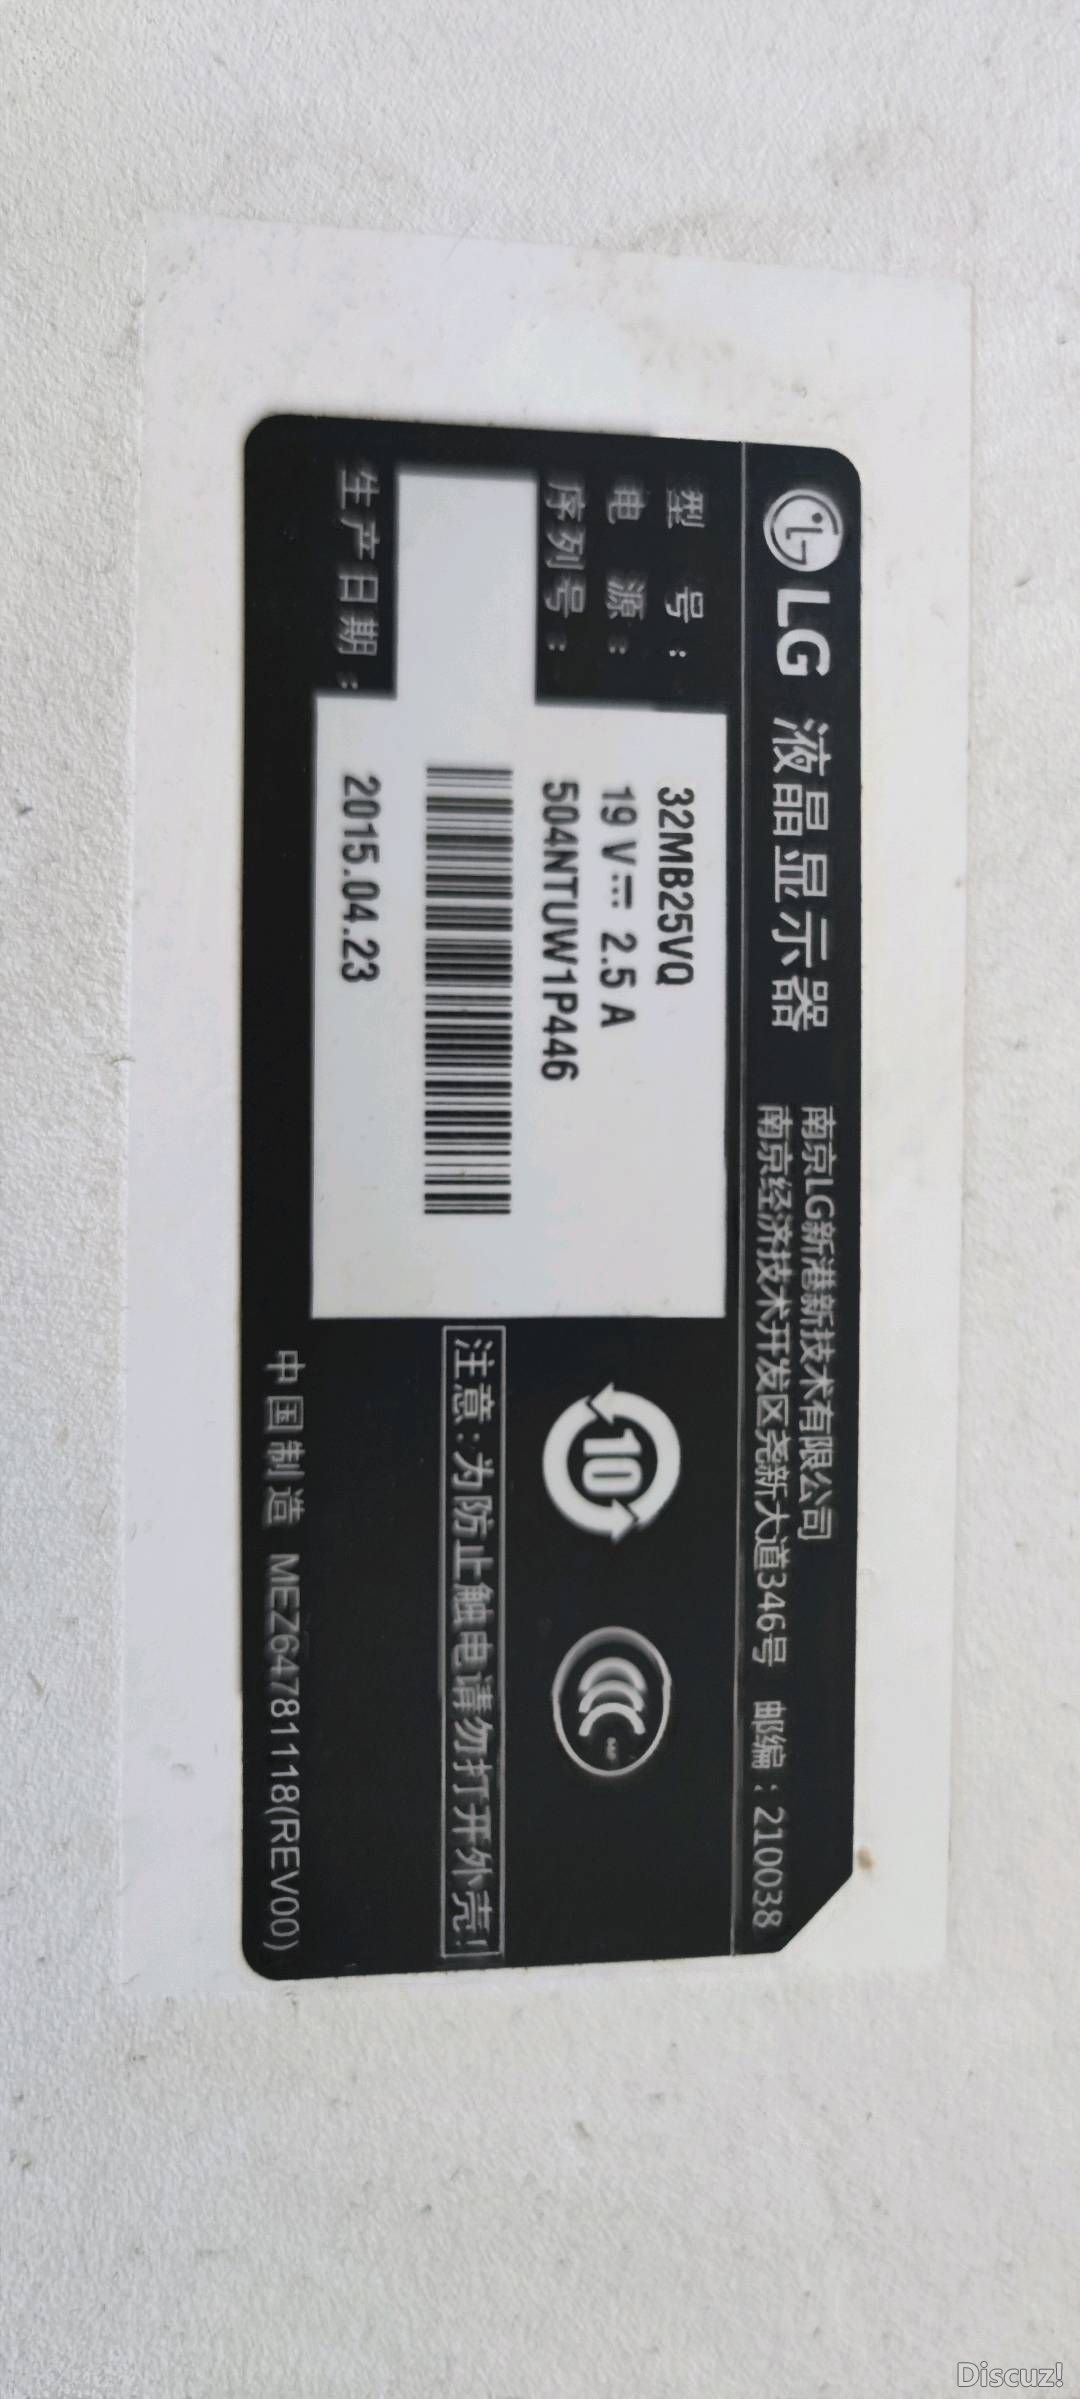 LG 液晶显示器
南京LG新港新技术有限公司
南京经济技术开发区尧新大道346号 邮编：210038
型 号： 32MB25VQ
电 源： 19 V⎓ 2.5 A
序列号： 504NTUW1P446
生产日期： 2015.04.23
10
注意：为防止触电请勿打开外壳!
中国制造 MEZ64781118(REV00)
Discuz!